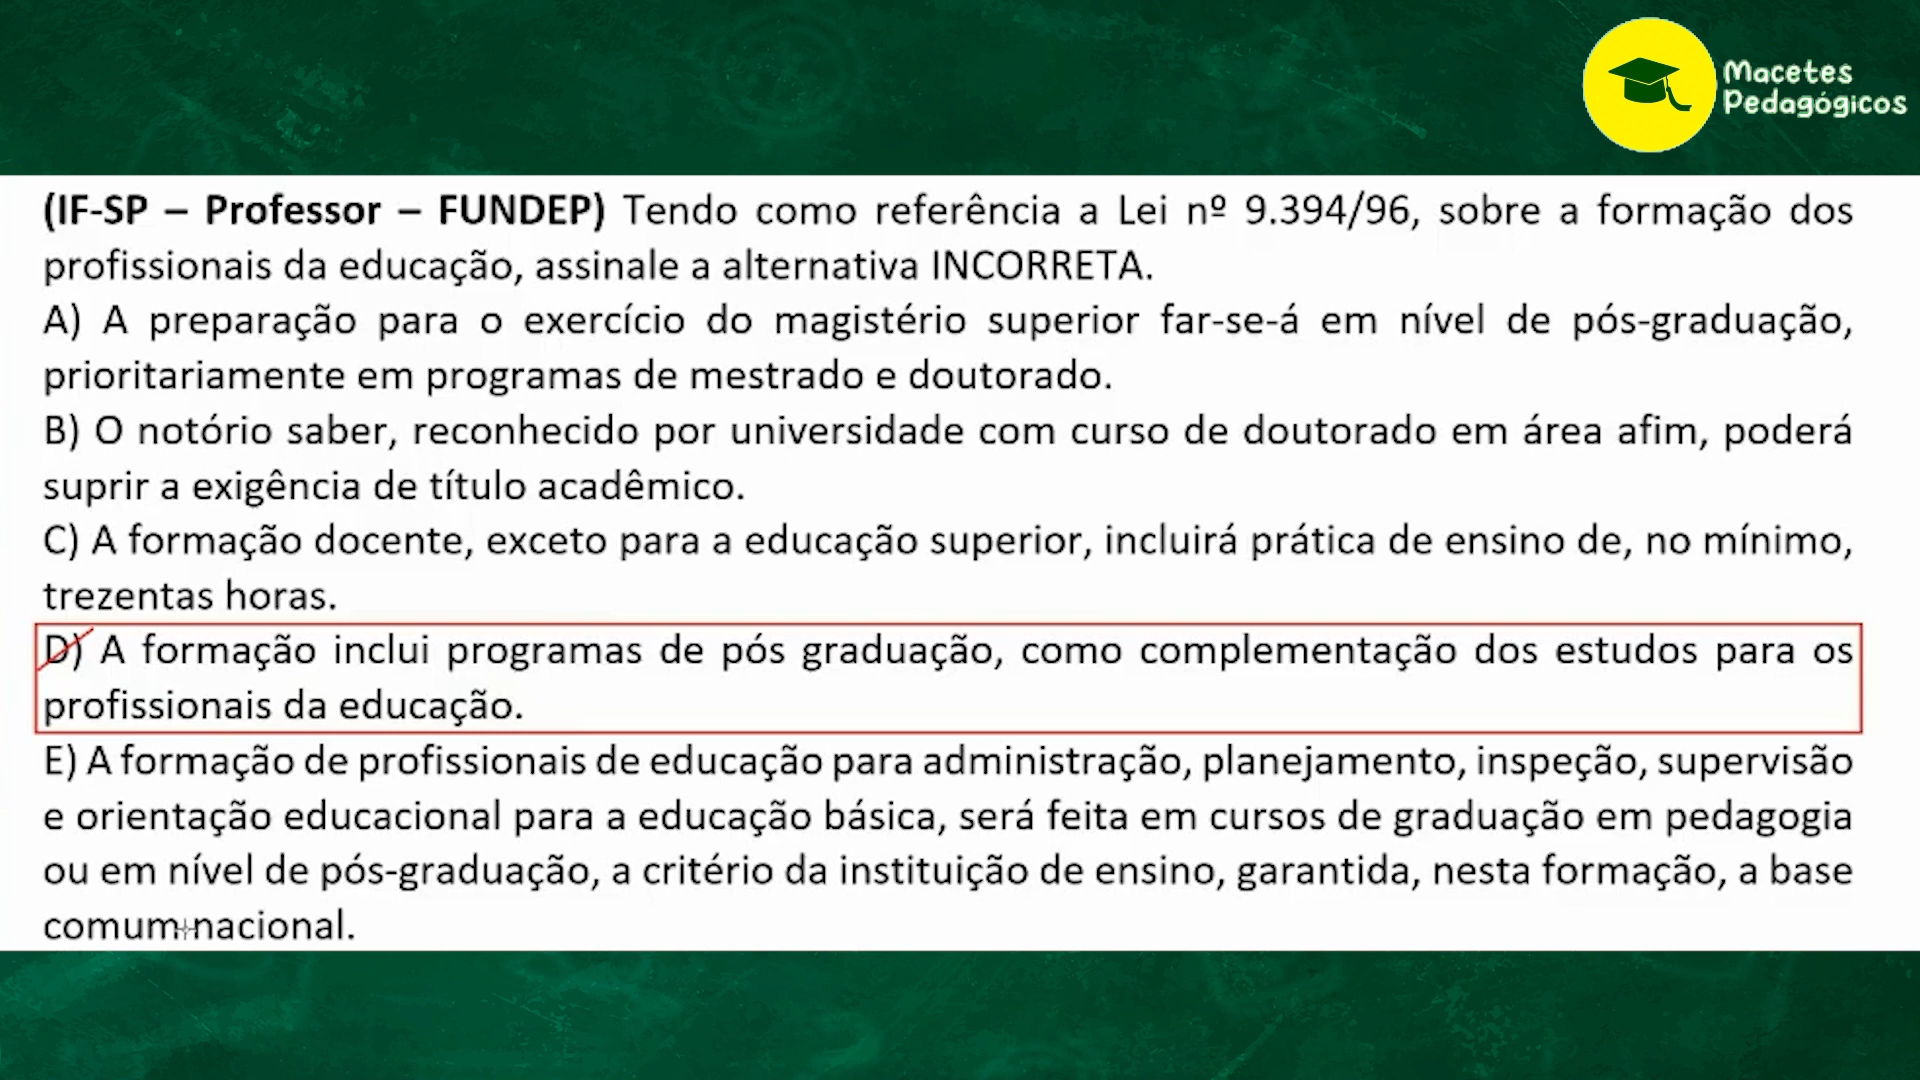 Macetes
Pedagógicos
(IF-SP – Professor – FUNDEP) Tendo como referência a Lei nº 9.394/96, sobre a formação dos
profissionais da educação, assinale a alternativa INCORRETA.
A) A preparação para o exercício do magistério superior far-se-á em nível de pós-graduação,
prioritariamente em programas de mestrado e doutorado.
B) O notório saber, reconhecido por universidade com curso de doutorado em área afim, poderá
suprir a exigência de título acadêmico.
C) A formação docente, exceto para a educação superior, incluirá prática de ensino de, no mínimo,
trezentas horas.
D) A formação inclui programas de pós graduação, como complementação dos estudos para os
profissionais da educação.
E) A formação de profissionais de educação para administração, planejamento, inspeção, supervisão
e orientação educacional para a educação básica, será feita em cursos de graduação em pedagogia
ou em nível de pós-graduação, a critério da instituição de ensino, garantida, nesta formação, a base
comum nacional.